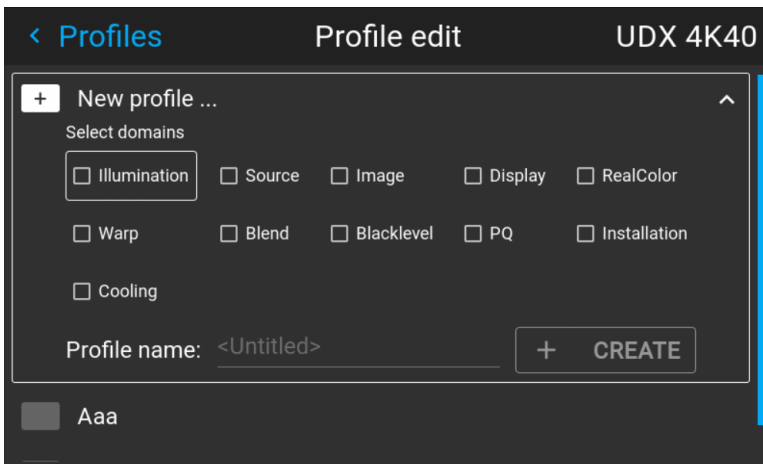 Profiles Profile edit UDX 4K40
+ New profile ...
Select domains
Illumination Source Image Display RealColor
Warp Blend Blacklevel PQ Installation
Cooling
Profile name: <Untitled> + CREATE
Aaa